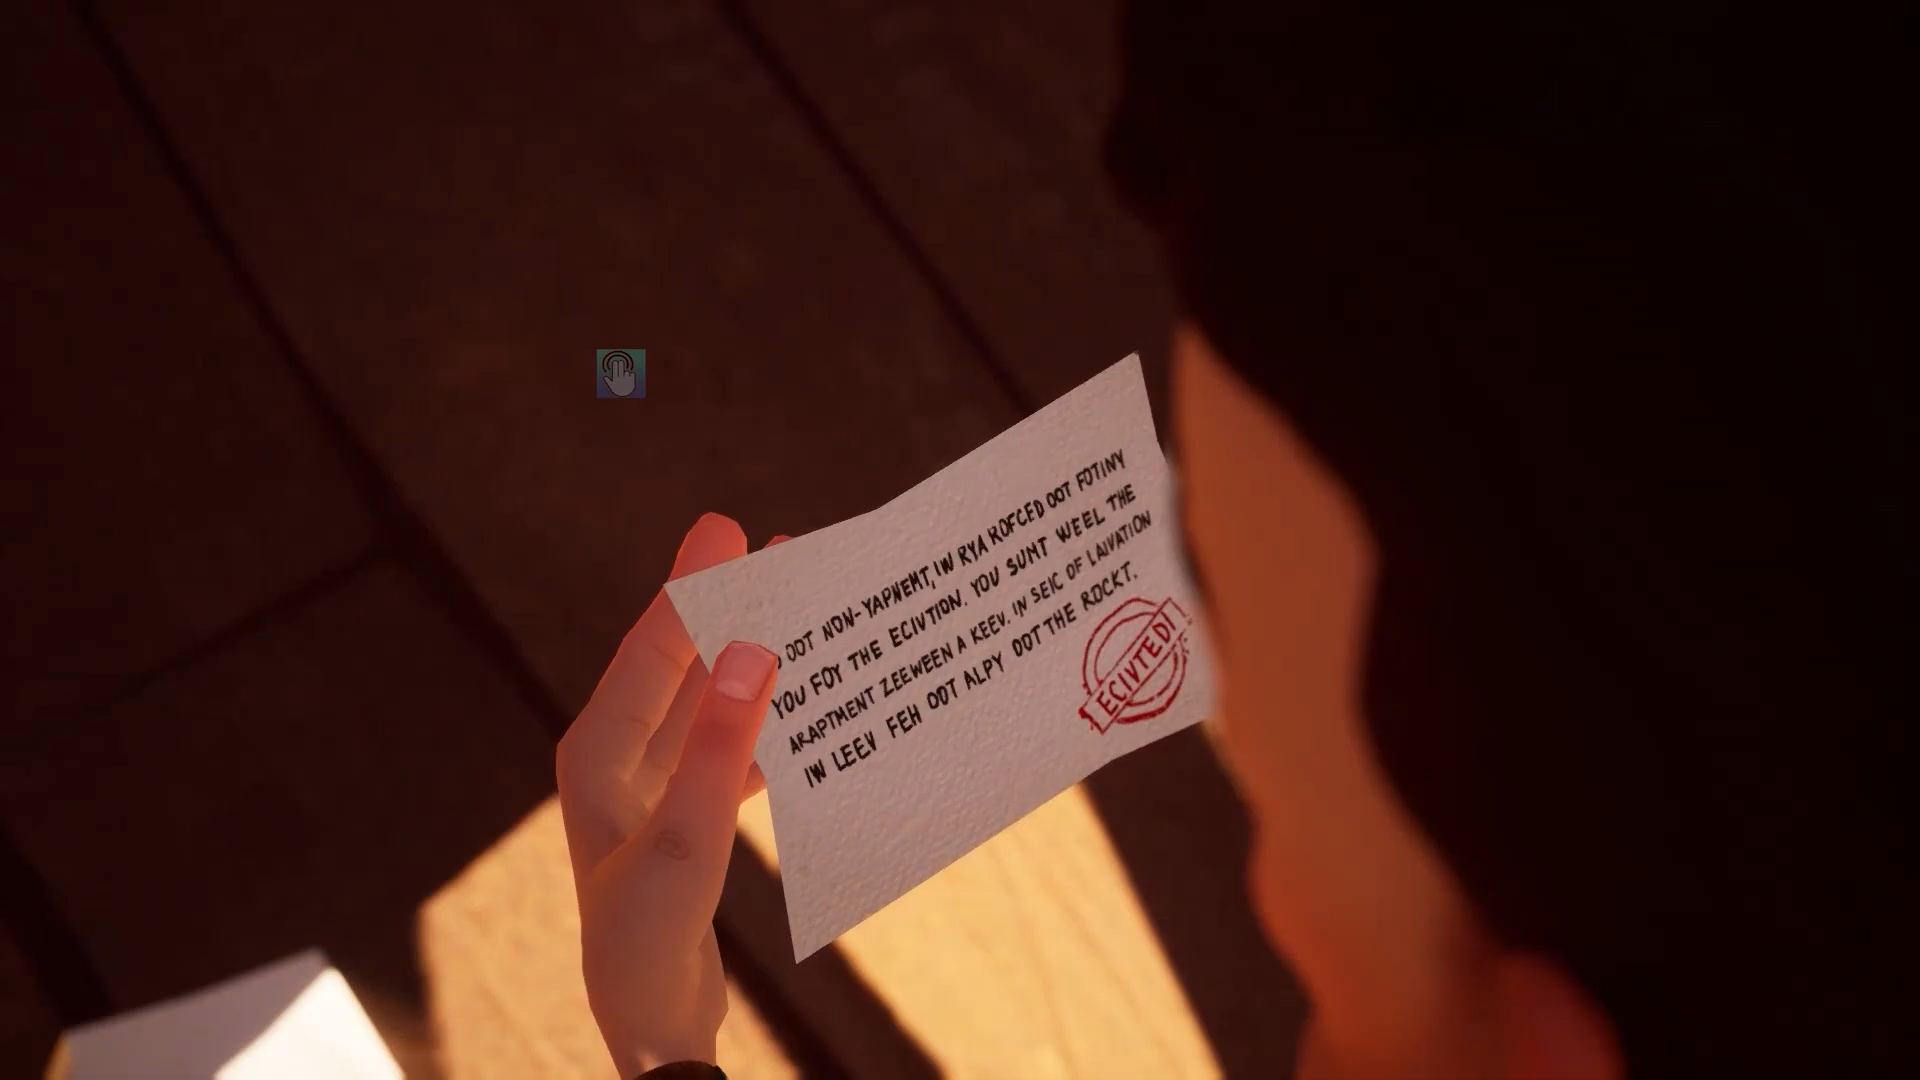 OOT NON-YAPNEMT, IW RYA ROFCED OOT FOTINY
YOU FOY THE ECIVTION. YOU SUNT WEEL THE
ARAPTMENT ZEEWEEN A KEEV. IN SEIC OF LAIVATION
IW LEEV FEH OOT ALPY OOT THE ROCKT.
ECIVTED!